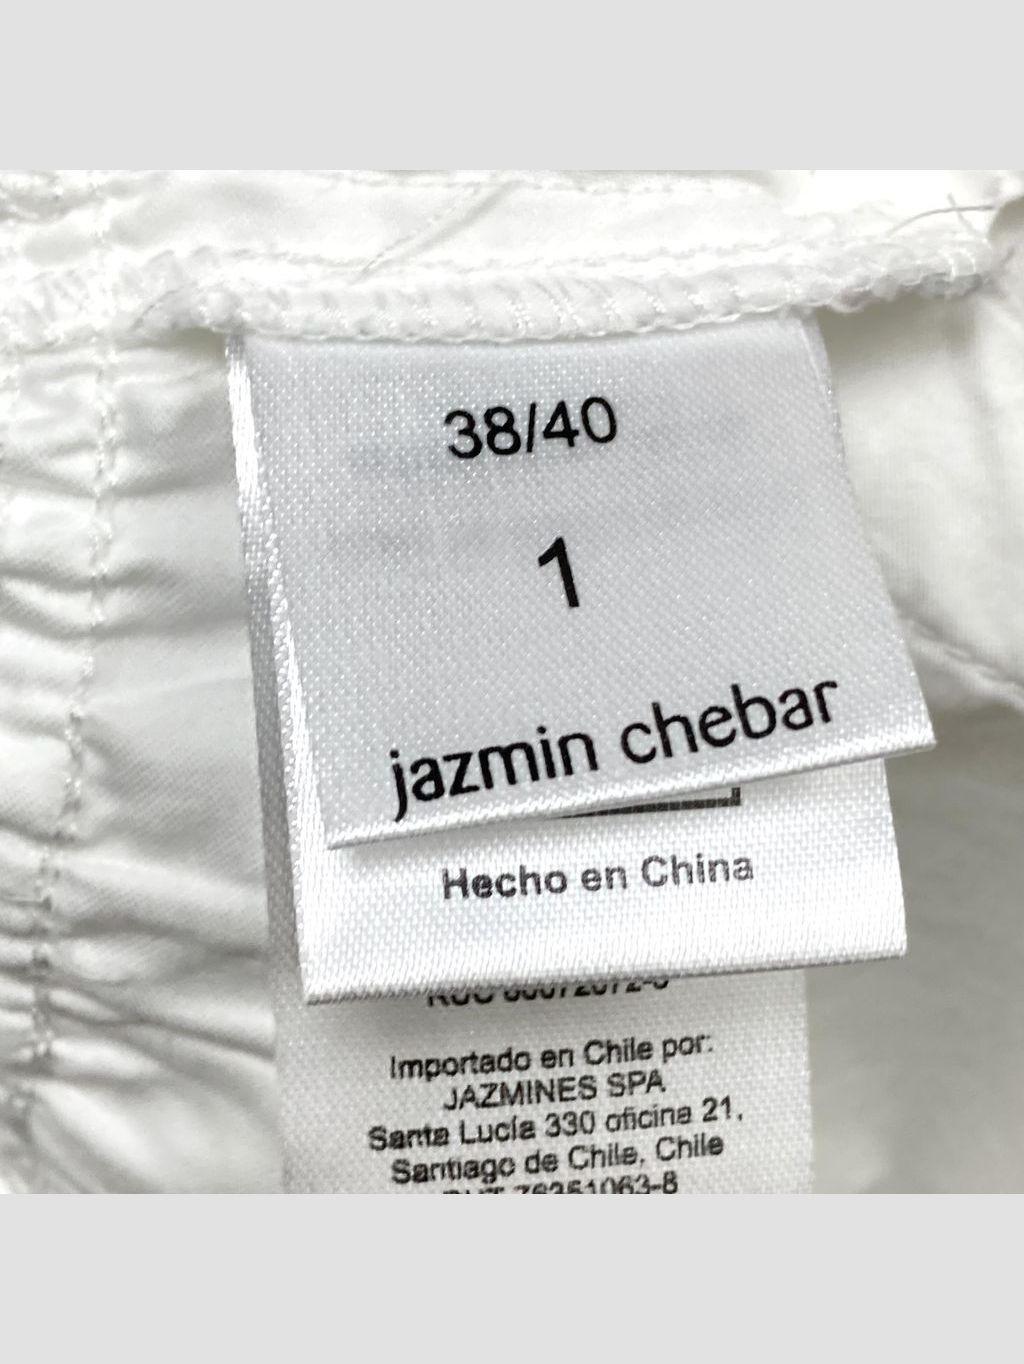 38/40
1
jazmin chebar
Hecho en China
Importado en Chile por:
JAZMINES SPA
Santa Lucía 330 oficina 21,
Santiago de Chile, Chile